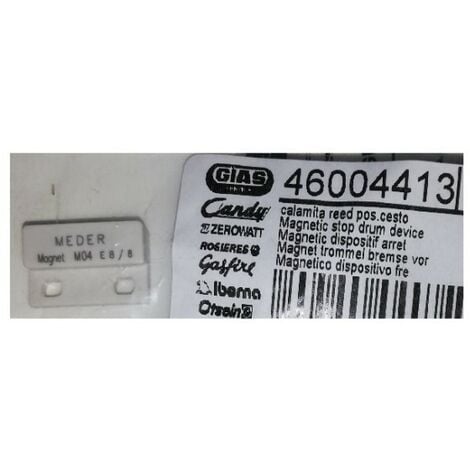 MEDER
Magnet M04 E8/8
GIAS
46004413
Candy
ZEROWATT
ROSIERES
Gasfire
Iberna
Otsein
calamita reed pos.cesto
Magnetic stop drum device
Magnetic dispositif arret
Magnet trommel bremse vor
Magnetico dispositivo fre